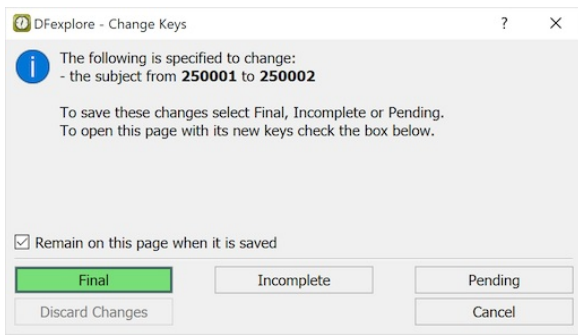 DFexplore - Change Keys
?
The following is specified to change:
- the subject from 250001 to 250002
To save these changes select Final, Incomplete or Pending.
To open this page with its new keys check the box below.
Remain on this page when it is saved
Final
Incomplete
Pending
Discard Changes
Cancel